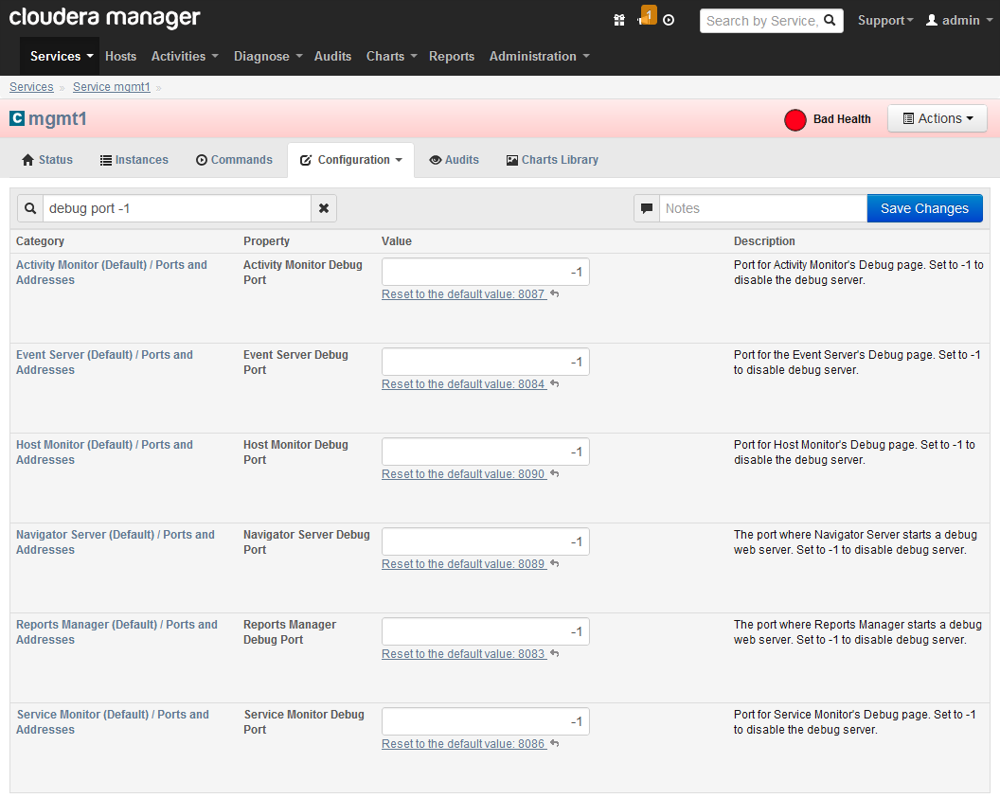 cloudera manager
1
Search by Service,
Support
admin
Services Hosts Activities Diagnose Audits Charts Reports Administration
Services » Service mgmt1 »
C mgmt1
Bad Health
Actions
Status Instances Commands Configuration Audits Charts Library
debug port -1
Notes
Save Changes
Category Property Value Description
Activity Monitor (Default) / Ports and
Addresses
Activity Monitor Debug
Port
-1
Reset to the default value: 8087
Port for Activity Monitor's Debug page. Set to -1 to
disable the debug server.
Event Server (Default) / Ports and
Addresses
Event Server Debug
Port
-1
Reset to the default value: 8084
Port for the Event Server's Debug page. Set to -1
to disable debug server.
Host Monitor (Default) / Ports and
Addresses
Host Monitor Debug
Port
-1
Reset to the default value: 8090
Port for Host Monitor's Debug page. Set to -1 to
disable the debug server.
Navigator Server (Default) / Ports and
Addresses
Navigator Server Debug
Port
-1
Reset to the default value: 8089
The port where Navigator Server starts a debug
web server. Set to -1 to disable debug server.
Reports Manager (Default) / Ports and
Addresses
Reports Manager
Debug Port
-1
Reset to the default value: 8083
The port where Reports Manager starts a debug
web server. Set to -1 to disable debug server.
Service Monitor (Default) / Ports and
Addresses
Service Monitor Debug
Port
-1
Reset to the default value: 8086
Port for Service Monitor's Debug page. Set to -1
to disable the debug server.